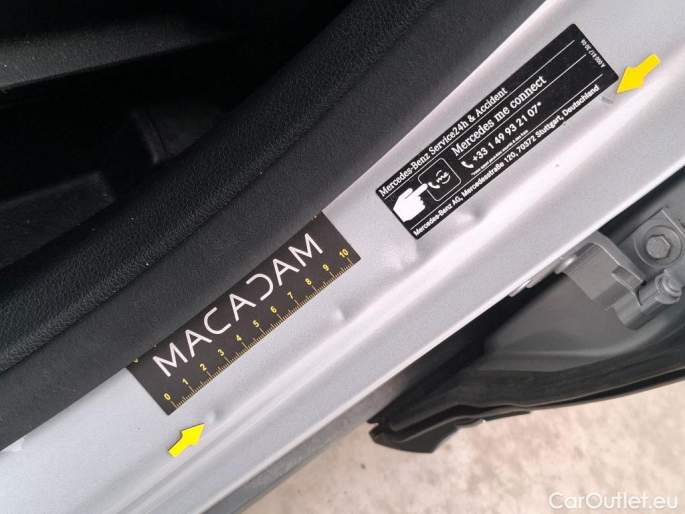 Mercedes-Benz Service24h & Accident
Mercedes me connect
+33 1 49 93 21 07*
Mercedes-Benz AG, Mercedesstraße 120, 70372 Stuttgart, Deutschland
MACADAM
0 1 2 3 4 5 6 7 8 9 10
CarOutlet.eu